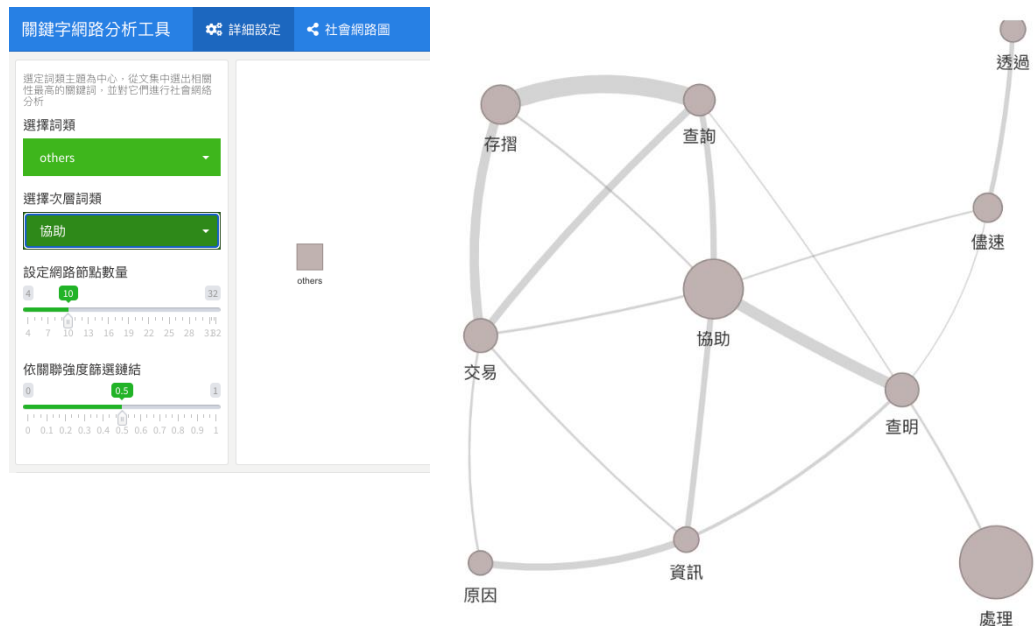 關鍵字網路分析工具
詳細設定
社會網路圖
選定詞類主題為中心,從文集中選出相關
性最高的關鍵詞,並對它們進行社會網絡
分析
選擇詞類
others
選擇次層詞類
協助
設定網路節點數量
4 10 32
4 7 10 13 16 19 22 25 28 31 32
依關聯強度篩選鏈結
0 0.5 1
0 0.1 0.2 0.3 0.4 0.5 0.6 0.7 0.8 0.9 1
others
透過
查詢
存摺
儘速
協助
交易
查明
資訊
原因
處理